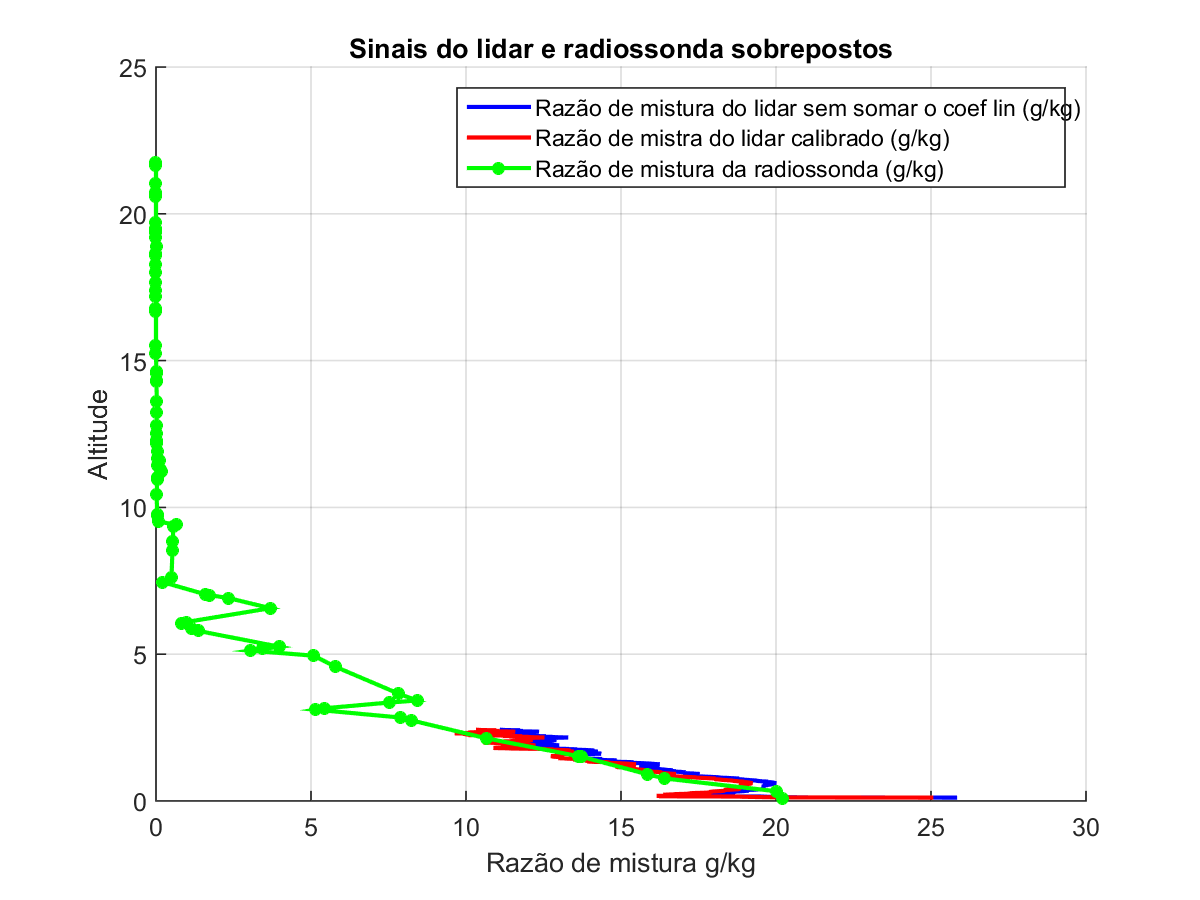 Sinais do lidar e radiossonda sobrepostos
25
Razão de mistura do lidar sem somar o coef lin (g/kg)
Razão de mistra do lidar calibrado (g/kg)
Razão de mistura da radiossonda (g/kg)
20
15
Altitude
10
5
0
0 5 10 15 20 25 30
Razão de mistura g/kg